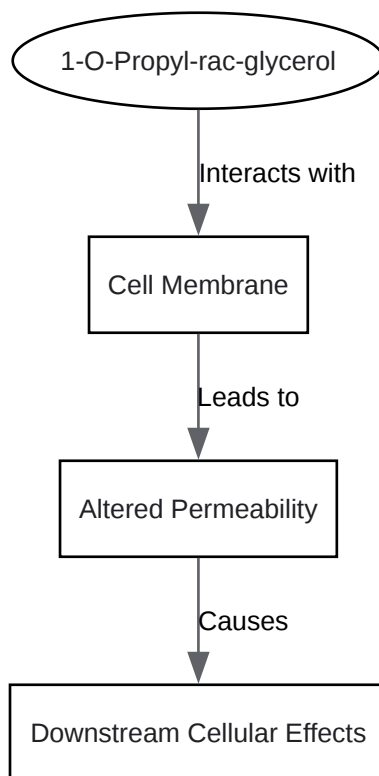 1-O-Propyl-rac-glycerol
Interacts with
Cell Membrane
Leads to
Altered Permeability
Causes
Downstream Cellular Effects